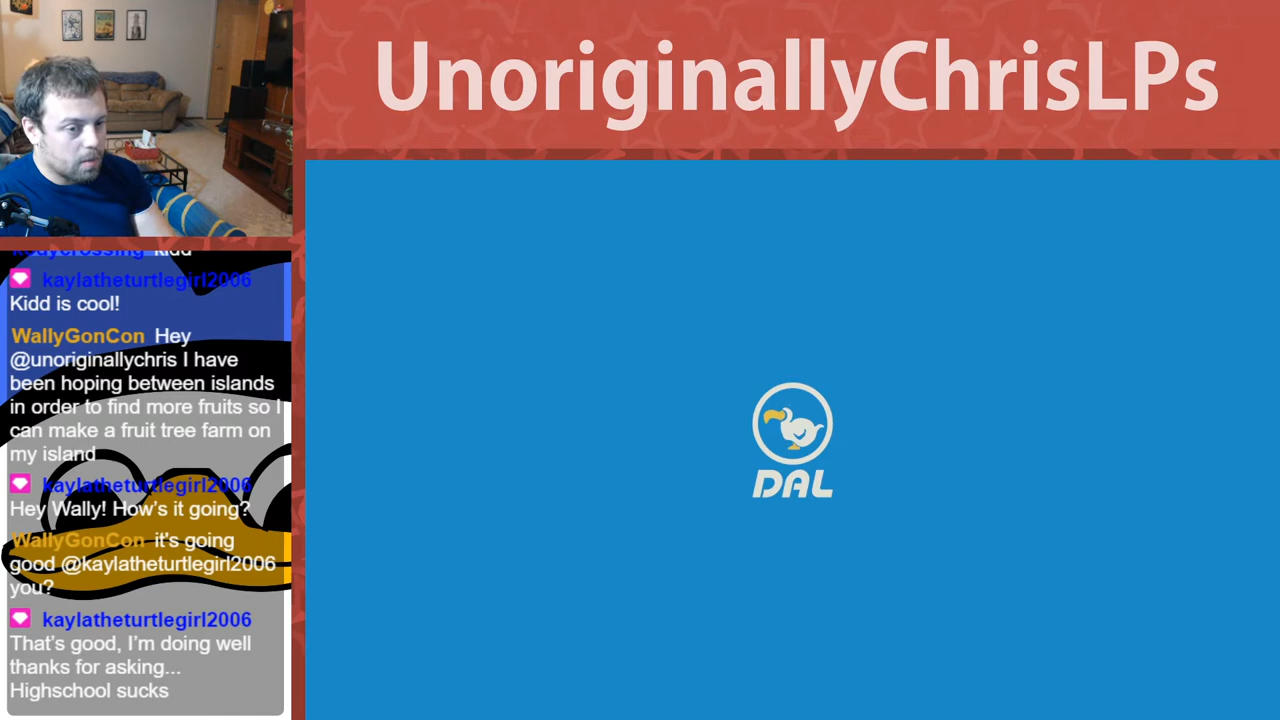 UnoriginallyChrisLPs
kodycrossing kidd
kaylatheturtlegirl2006
Kidd is cool!
WallyGonCon Hey
@unoriginallychris I have
been hoping between islands
in order to find more fruits so I
can make a fruit tree farm on
my island
kaylatheturtlegirl2006
Hey Wally! How's it going?
WallyGonCon it's going
good @kaylatheturtlegirl2006
you?
kaylatheturtlegirl2006
That's good, I'm doing well
thanks for asking...
Highschool sucks
DAL